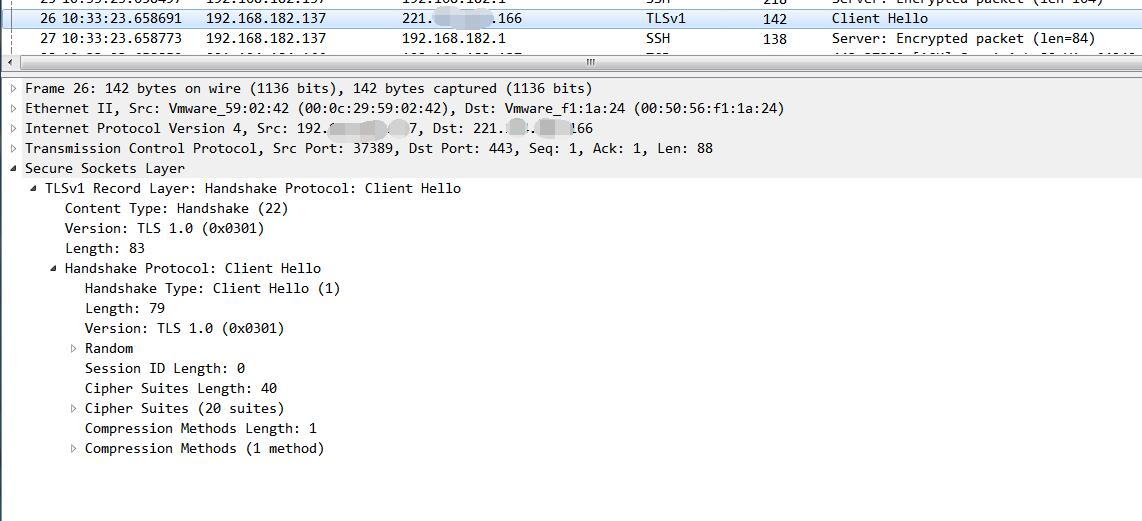 26 10:33:23.658691 192.168.182.137 221. .166 TLSv1 142 Client Hello
27 10:33:23.658773 192.168.182.137 192.168.182.1 SSH 138 Server: Encrypted packet (len=84)
Frame 26: 142 bytes on wire (1136 bits), 142 bytes captured (1136 bits)
Ethernet II, Src: Vmware_59:02:42 (00:0c:29:59:02:42), Dst: Vmware_f1:1a:24 (00:50:56:f1:1a:24)
Internet Protocol Version 4, Src: 192. 7, Dst: 221. 166
Transmission Control Protocol, Src Port: 37389, Dst Port: 443, Seq: 1, Ack: 1, Len: 88
Secure Sockets Layer
TLSv1 Record Layer: Handshake Protocol: Client Hello
Content Type: Handshake (22)
Version: TLS 1.0 (0x0301)
Length: 83
Handshake Protocol: Client Hello
Handshake Type: Client Hello (1)
Length: 79
Version: TLS 1.0 (0x0301)
Random
Session ID Length: 0
Cipher Suites Length: 40
Cipher Suites (20 suites)
Compression Methods Length: 1
Compression Methods (1 method)